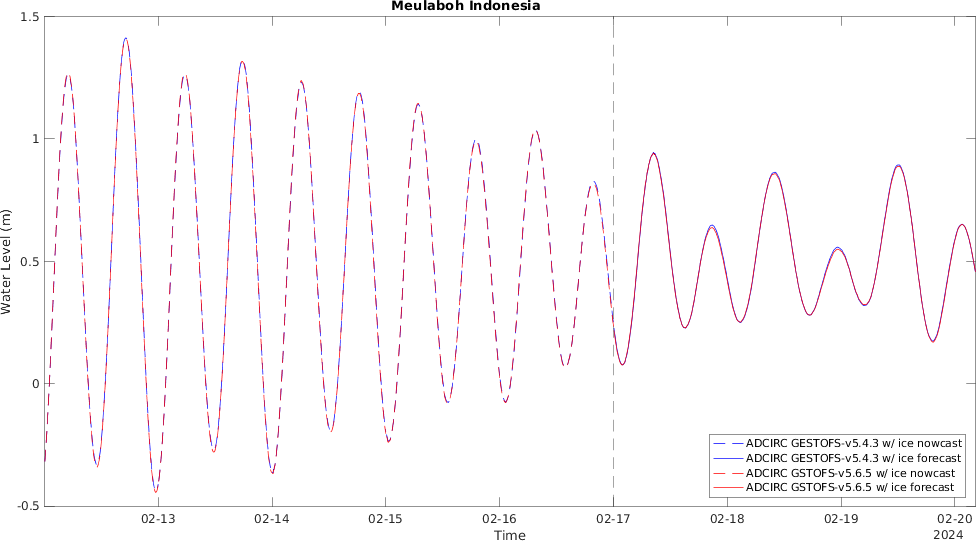 Meulaboh Indonesia
1.5
1
0.5
0
-0.5
Water Level (m)
02-13
02-14
02-15
02-16
02-17
02-18
02-19
02-20
Time
2024
ADCIRC GESTOFS-v5.4.3 w/ ice nowcast
ADCIRC GESTOFS-v5.4.3 w/ ice forecast
ADCIRC GSTOFS-v5.6.5 w/ ice nowcast
ADCIRC GSTOFS-v5.6.5 w/ ice forecast